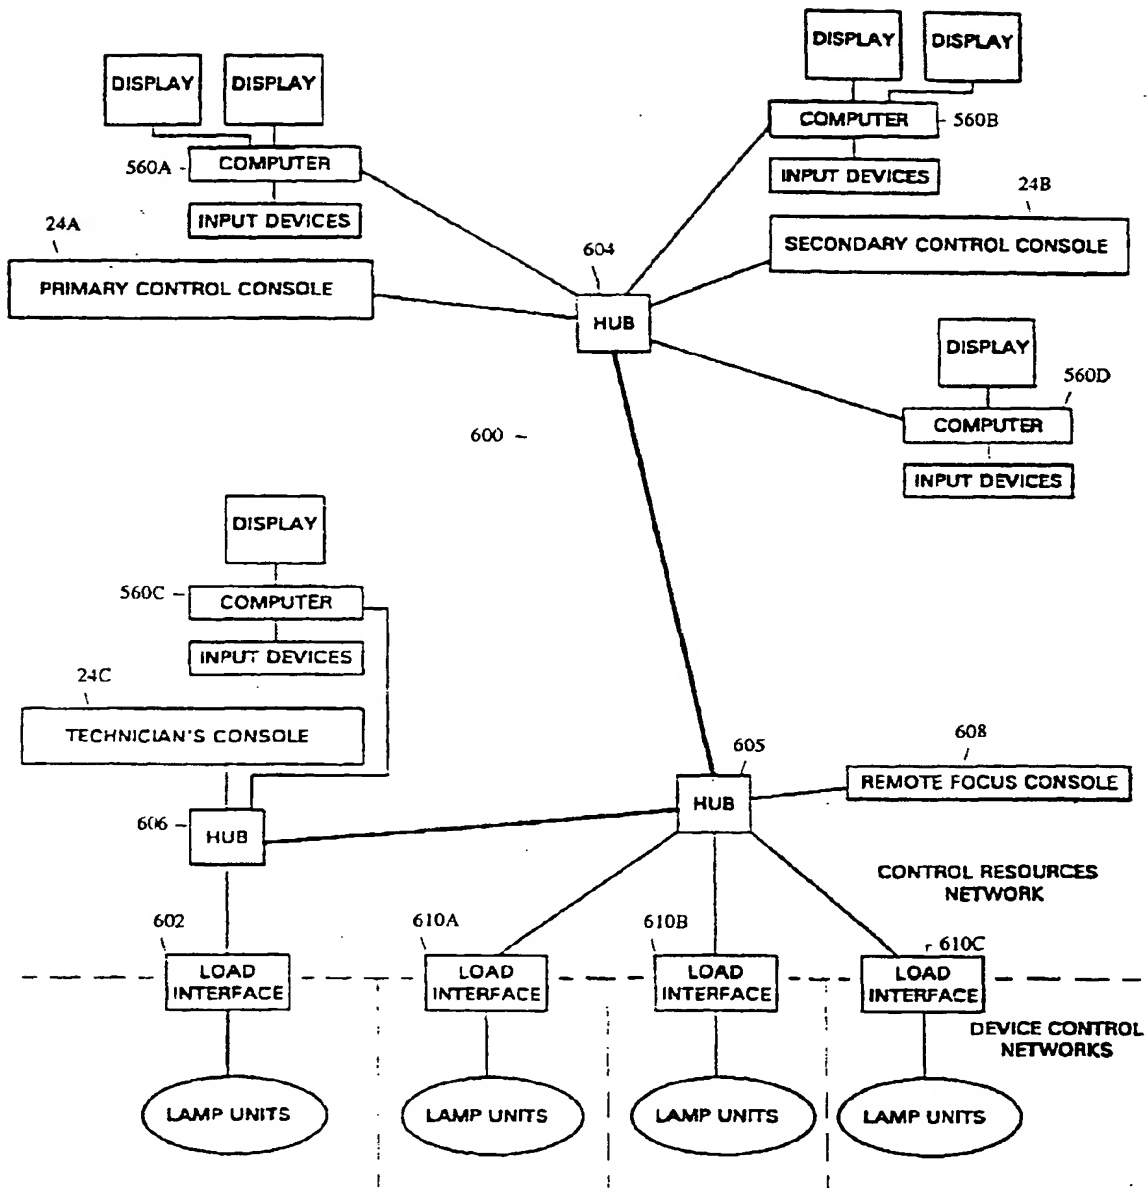 DISPLAY
DISPLAY
560A
COMPUTER
INPUT DEVICES
24A
PRIMARY CONTROL CONSOLE
DISPLAY
DISPLAY
COMPUTER
560B
INPUT DEVICES
24B
SECONDARY CONTROL CONSOLE
604
HUB
DISPLAY
560D
COMPUTER
INPUT DEVICES
600
DISPLAY
560C
COMPUTER
INPUT DEVICES
24C
TECHNICIAN'S CONSOLE
606
HUB
605
HUB
608
REMOTE FOCUS CONSOLE
CONTROL RESOURCES
NETWORK
602
LOAD
INTERFACE
610A
LOAD
INTERFACE
610B
LOAD
INTERFACE
610C
LOAD
INTERFACE
DEVICE CONTROL
NETWORKS
LAMP UNITS
LAMP UNITS
LAMP UNITS
LAMP UNITS